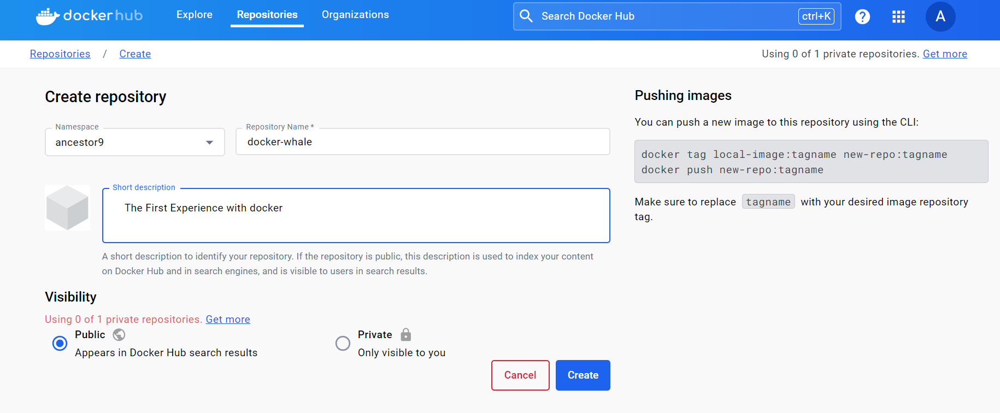 dockerhub
Explore
Repositories
Organizations
Search Docker Hub
ctrl+K
?
A
Repositories / Create
Using 0 of 1 private repositories. Get more
Create repository
Namespace
ancestor9
Repository Name *
docker-whale
Short description
The First Experience with docker
A short description to identify your repository. If the repository is public, this description is used to index your content
on Docker Hub and in search engines, and is visible to users in search results.
Visibility
Using 0 of 1 private repositories. Get more
Public
Appears in Docker Hub search results
Private
Only visible to you
Cancel
Create
Pushing images
You can push a new image to this repository using the CLI:
docker tag local-image:tagname new-repo:tagname
docker push new-repo:tagname
Make sure to replace tagname with your desired image repository
tag.